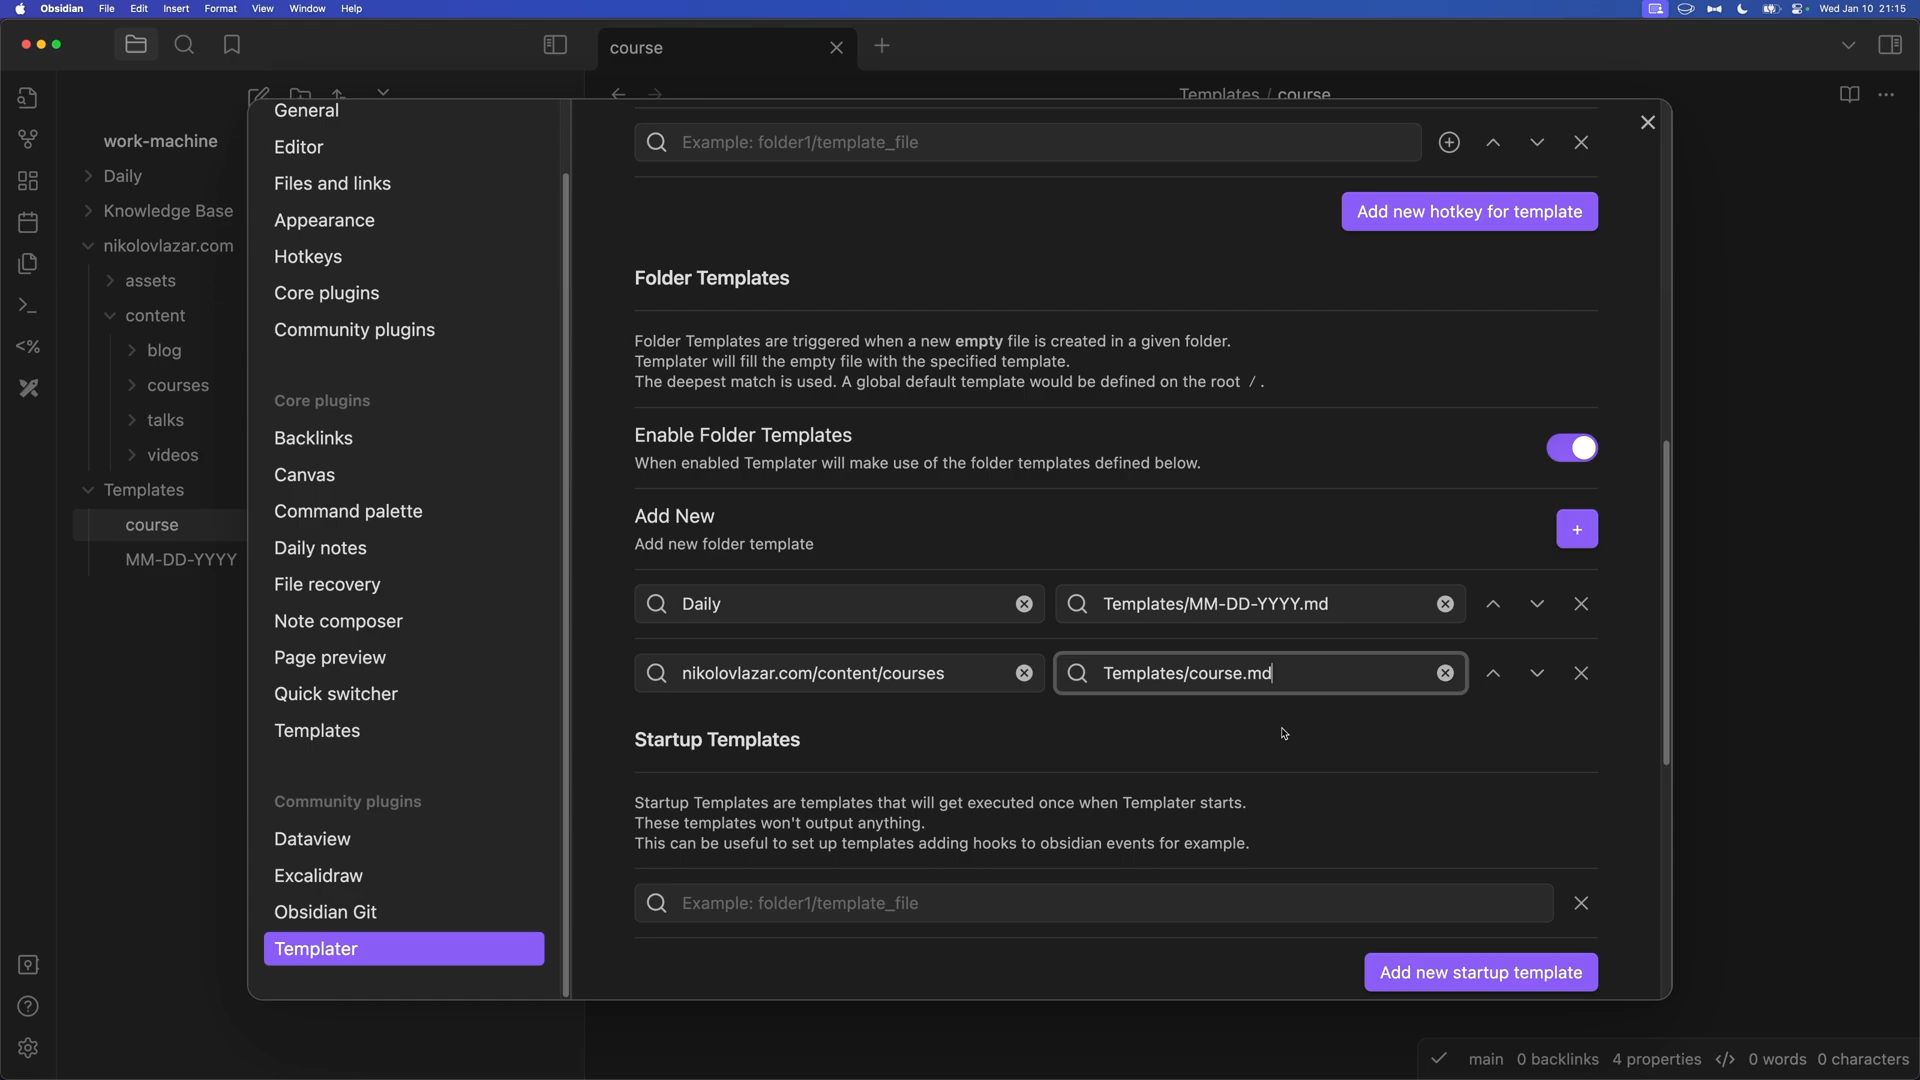 Obsidian File Edit Insert Format View Window Help
Wed Jan 10 21:15
course
Templates / course
work-machine
Daily
Knowledge Base
nikolovlazar.com
assets
content
blog
courses
talks
videos
Templates
course
MM-DD-YYYY
General
Editor
Files and links
Appearance
Hotkeys
Core plugins
Community plugins
Core plugins
Backlinks
Canvas
Command palette
Daily notes
File recovery
Note composer
Page preview
Quick switcher
Templates
Community plugins
Dataview
Excalidraw
Obsidian Git
Templater
Example: folder1/template_file
Add new hotkey for template
Folder Templates
Folder Templates are triggered when a new empty file is created in a given folder.
Templater will fill the empty file with the specified template.
The deepest match is used. A global default template would be defined on the root / .
Enable Folder Templates
When enabled Templater will make use of the folder templates defined below.
Add New
Add new folder template
+
Daily
Templates/MM-DD-YYYY.md
nikolovlazar.com/content/courses
Templates/course.md
Startup Templates
Startup Templates are templates that will get executed once when Templater starts.
These templates won't output anything.
This can be useful to set up templates adding hooks to obsidian events for example.
Example: folder1/template_file
Add new startup template
main 0 backlinks 4 properties </> 0 words 0 characters